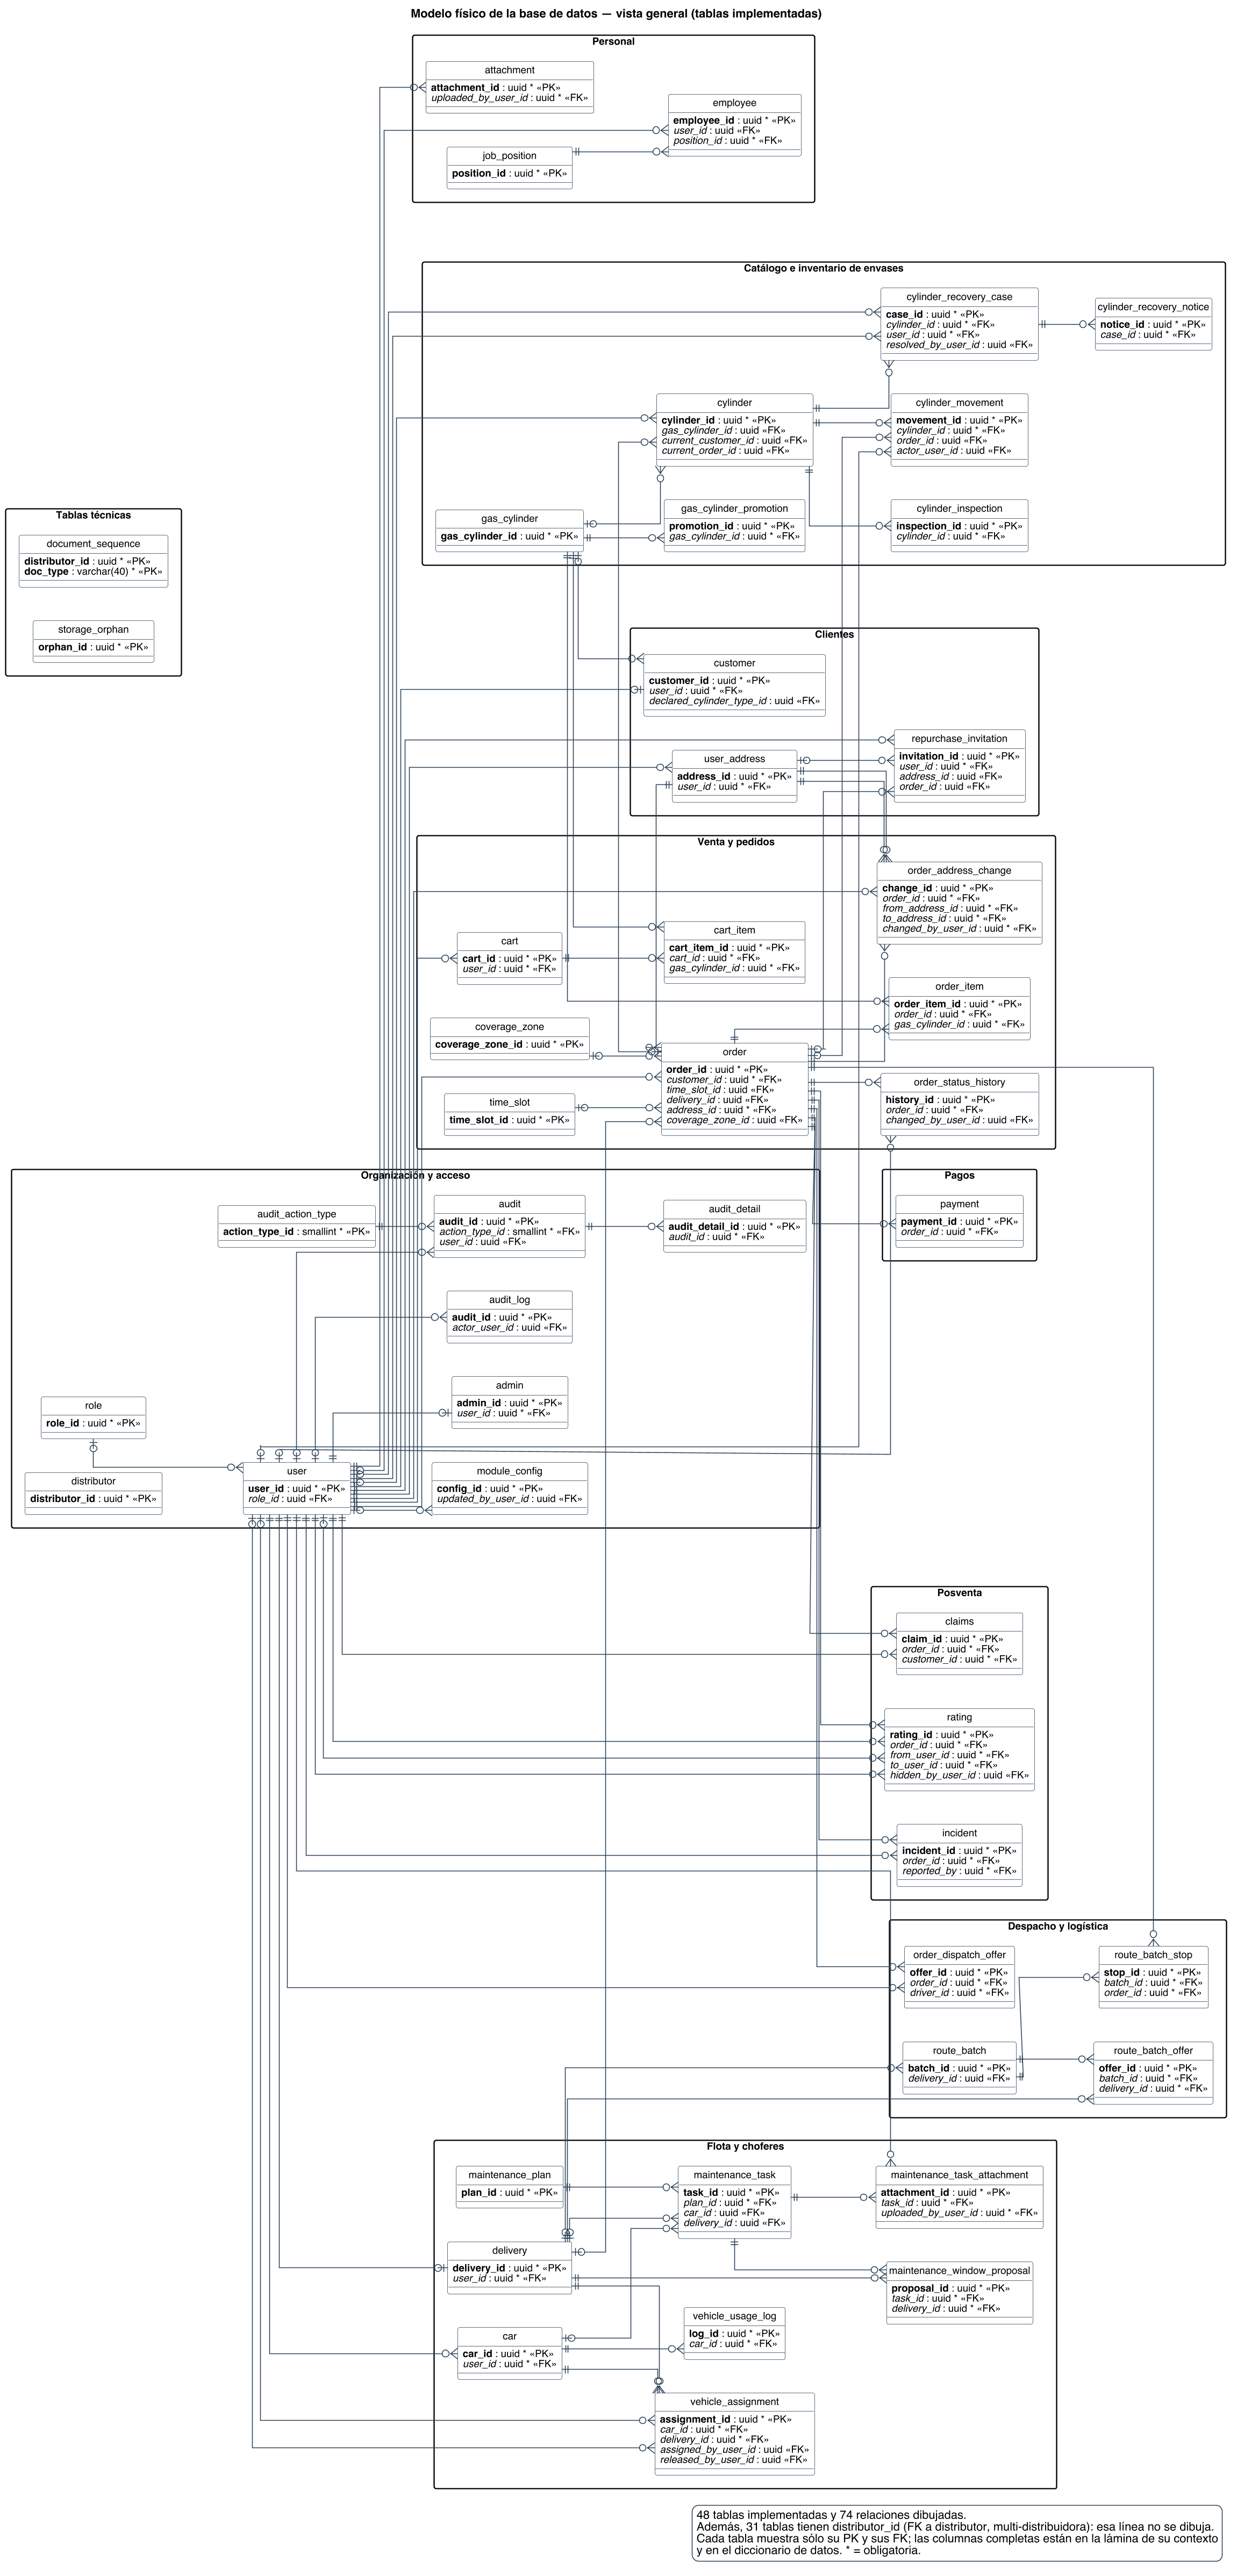 Modelo físico de la base de datos — vista general (tablas implementadas)
Personal
attachment
attachment_id : uuid * «PK»
uploaded_by_user_id : uuid * «FK»
employee
employee_id : uuid * «PK»
user_id : uuid «FK»
position_id : uuid * «FK»
job_position
position_id : uuid * «PK»
Catálogo e inventario de envases
cylinder_recovery_case
case_id : uuid * «PK»
cylinder_id : uuid * «FK»
user_id : uuid * «FK»
resolved_by_user_id : uuid «FK»
cylinder_recovery_notice
notice_id : uuid * «PK»
case_id : uuid * «FK»
cylinder
cylinder_id : uuid * «PK»
gas_cylinder_id : uuid «FK»
current_customer_id : uuid «FK»
current_order_id : uuid «FK»
cylinder_movement
movement_id : uuid * «PK»
cylinder_id : uuid * «FK»
order_id : uuid «FK»
actor_user_id : uuid «FK»
gas_cylinder
gas_cylinder_id : uuid * «PK»
gas_cylinder_promotion
promotion_id : uuid * «PK»
gas_cylinder_id : uuid * «FK»
cylinder_inspection
inspection_id : uuid * «PK»
cylinder_id : uuid * «FK»
Tablas técnicas
document_sequence
distributor_id : uuid * «PK»
doc_type : varchar(40) * «PK»
storage_orphan
orphan_id : uuid * «PK»
Clientes
customer
customer_id : uuid * «PK»
user_id : uuid * «FK»
declared_cylinder_type_id : uuid «FK»
user_address
address_id : uuid * «PK»
user_id : uuid * «FK»
repurchase_invitation
invitation_id : uuid * «PK»
user_id : uuid * «FK»
address_id : uuid «FK»
order_id : uuid «FK»
Venta y pedidos
order_address_change
change_id : uuid * «PK»
order_id : uuid * «FK»
from_address_id : uuid * «FK»
to_address_id : uuid * «FK»
changed_by_user_id : uuid * «FK»
cart
cart_id : uuid * «PK»
user_id : uuid * «FK»
cart_item
cart_item_id : uuid * «PK»
cart_id : uuid * «FK»
gas_cylinder_id : uuid * «FK»
order_item
order_item_id : uuid * «PK»
order_id : uuid * «FK»
gas_cylinder_id : uuid * «FK»
coverage_zone
coverage_zone_id : uuid * «PK»
order
order_id : uuid * «PK»
customer_id : uuid * «FK»
time_slot_id : uuid «FK»
delivery_id : uuid «FK»
address_id : uuid * «FK»
coverage_zone_id : uuid «FK»
time_slot
time_slot_id : uuid * «PK»
order_status_history
history_id : uuid * «PK»
order_id : uuid * «FK»
changed_by_user_id : uuid «FK»
Organización y acceso
audit_action_type
action_type_id : smallint * «PK»
audit
audit_id : uuid * «PK»
action_type_id : smallint * «FK»
user_id : uuid «FK»
audit_detail
audit_detail_id : uuid * «PK»
audit_id : uuid * «FK»
audit_log
audit_id : uuid * «PK»
actor_user_id : uuid «FK»
admin
admin_id : uuid * «PK»
user_id : uuid * «FK»
role
role_id : uuid * «PK»
distributor
distributor_id : uuid * «PK»
user
user_id : uuid * «PK»
role_id : uuid «FK»
module_config
config_id : uuid * «PK»
updated_by_user_id : uuid «FK»
Pagos
payment
payment_id : uuid * «PK»
order_id : uuid * «FK»
Posventa
claims
claim_id : uuid * «PK»
order_id : uuid * «FK»
customer_id : uuid * «FK»
rating
rating_id : uuid * «PK»
order_id : uuid * «FK»
from_user_id : uuid * «FK»
to_user_id : uuid * «FK»
hidden_by_user_id : uuid «FK»
incident
incident_id : uuid * «PK»
order_id : uuid * «FK»
reported_by : uuid * «FK»
Despacho y logística
order_dispatch_offer
offer_id : uuid * «PK»
order_id : uuid * «FK»
driver_id : uuid * «FK»
route_batch_stop
stop_id : uuid * «PK»
batch_id : uuid * «FK»
order_id : uuid * «FK»
route_batch
batch_id : uuid * «PK»
delivery_id : uuid «FK»
route_batch_offer
offer_id : uuid * «PK»
batch_id : uuid * «FK»
delivery_id : uuid * «FK»
Flota y choferes
maintenance_plan
plan_id : uuid * «PK»
maintenance_task
task_id : uuid * «PK»
plan_id : uuid * «FK»
car_id : uuid «FK»
delivery_id : uuid «FK»
maintenance_task_attachment
attachment_id : uuid * «PK»
task_id : uuid * «FK»
uploaded_by_user_id : uuid * «FK»
delivery
delivery_id : uuid * «PK»
user_id : uuid * «FK»
maintenance_window_proposal
proposal_id : uuid * «PK»
task_id : uuid * «FK»
delivery_id : uuid * «FK»
vehicle_usage_log
log_id : uuid * «PK»
car_id : uuid * «FK»
car
car_id : uuid * «PK»
user_id : uuid * «FK»
vehicle_assignment
assignment_id : uuid * «PK»
car_id : uuid * «FK»
delivery_id : uuid * «FK»
assigned_by_user_id : uuid «FK»
released_by_user_id : uuid «FK»
48 tablas implementadas y 74 relaciones dibujadas.
Además, 31 tablas tienen distributor_id (FK a distributor, multi-distribuidora): esa línea no se dibuja.
Cada tabla muestra sólo su PK y sus FK; las columnas completas están en la lámina de su contexto
y en el diccionario de datos. * = obligatoria.